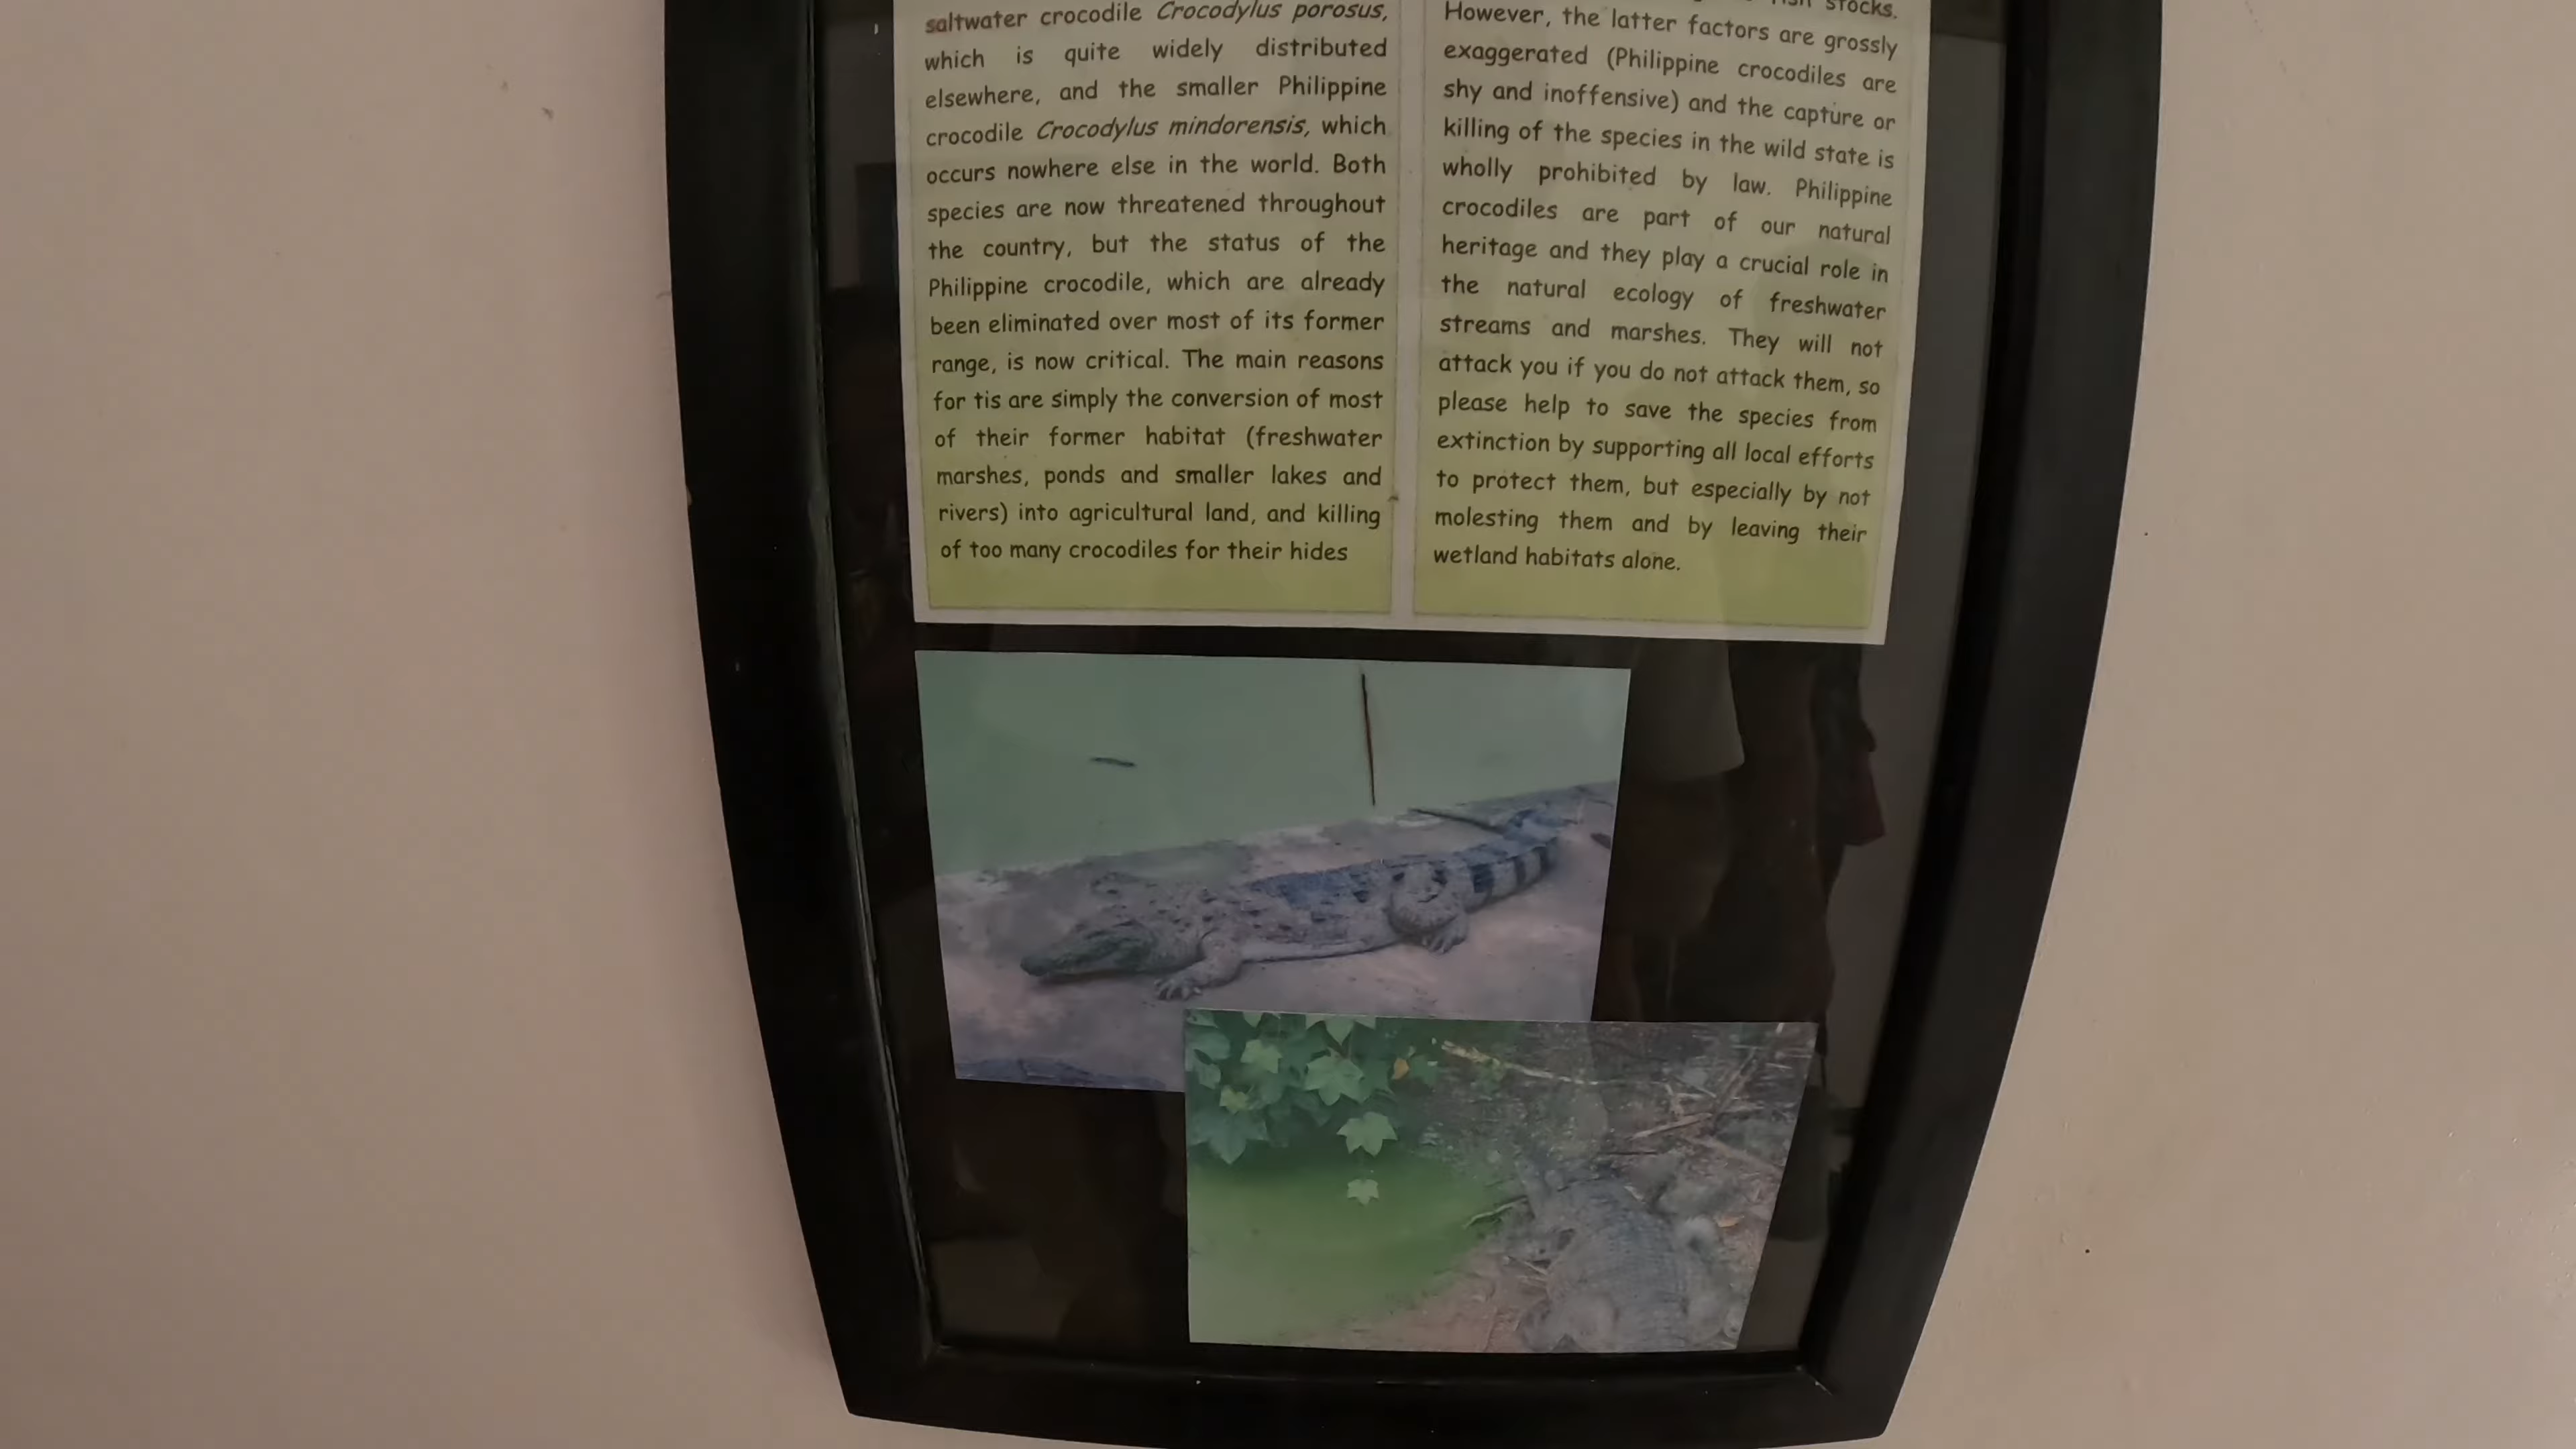 saltwater crocodile Crocodylus porosus,
which is quite widely distributed
elsewhere, and the smaller Philippine
crocodile Crocodylus mindorensis, which
occurs nowhere else in the world. Both
species are now threatened throughout
the country, but the status of the
Philippine crocodile, which are already
been eliminated over most of its former
range, is now critical. The main reasons
for tis are simply the conversion of most
of their former habitat (freshwater
marshes, ponds and smaller lakes and
rivers) into agricultural land, and killing
of too many crocodiles for their hides
stocks.
However, the latter factors are grossly
exaggerated (Philippine crocodiles are
shy and inoffensive) and the capture or
killing of the species in the wild state is
wholly prohibited by law. Philippine
crocodiles are part of our natural
heritage and they play a crucial role in
the natural ecology of freshwater
streams and marshes. They will not
attack you if you do not attack them, so
please help to save the species from
extinction by supporting all local efforts
to protect them, but especially by not
molesting them and by leaving their
wetland habitats alone.